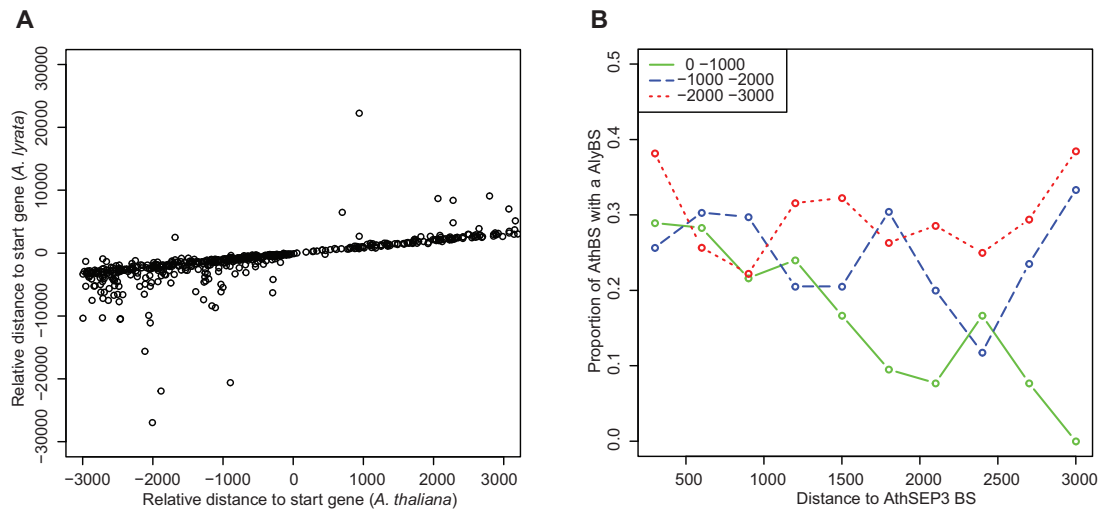 A
Relative distance to start gene (A. lyrata)
30000
20000
10000
0
−10000
−20000
−30000
−3000 −2000 −1000 0 1000 2000 3000
Relative distance to start gene (A. thaliana)
B
Proportion of AthBS with a AlyBS
0.5
0.4
0.3
0.2
0.1
0.0
0 −1000
−1000 −2000
−2000 −3000
500 1000 1500 2000 2500 3000
Distance to AthSEP3 BS